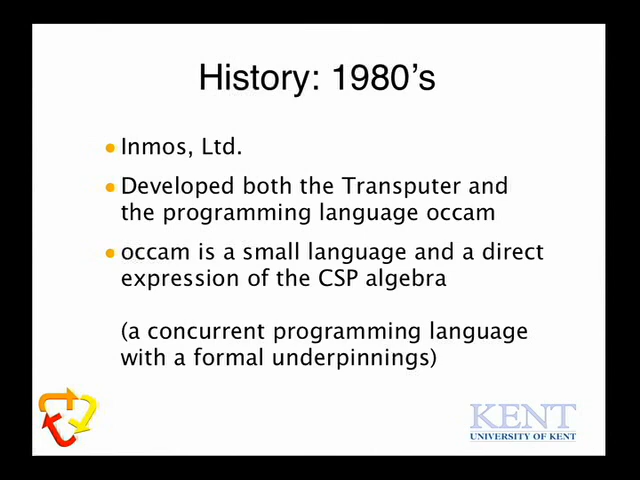 History: 1980's
Inmos, Ltd.
Developed both the Transputer and
the programming language occam
occam is a small language and a direct
expression of the CSP algebra
(a concurrent programming language
with a formal underpinnings)
KENT
UNIVERSITY OF KENT